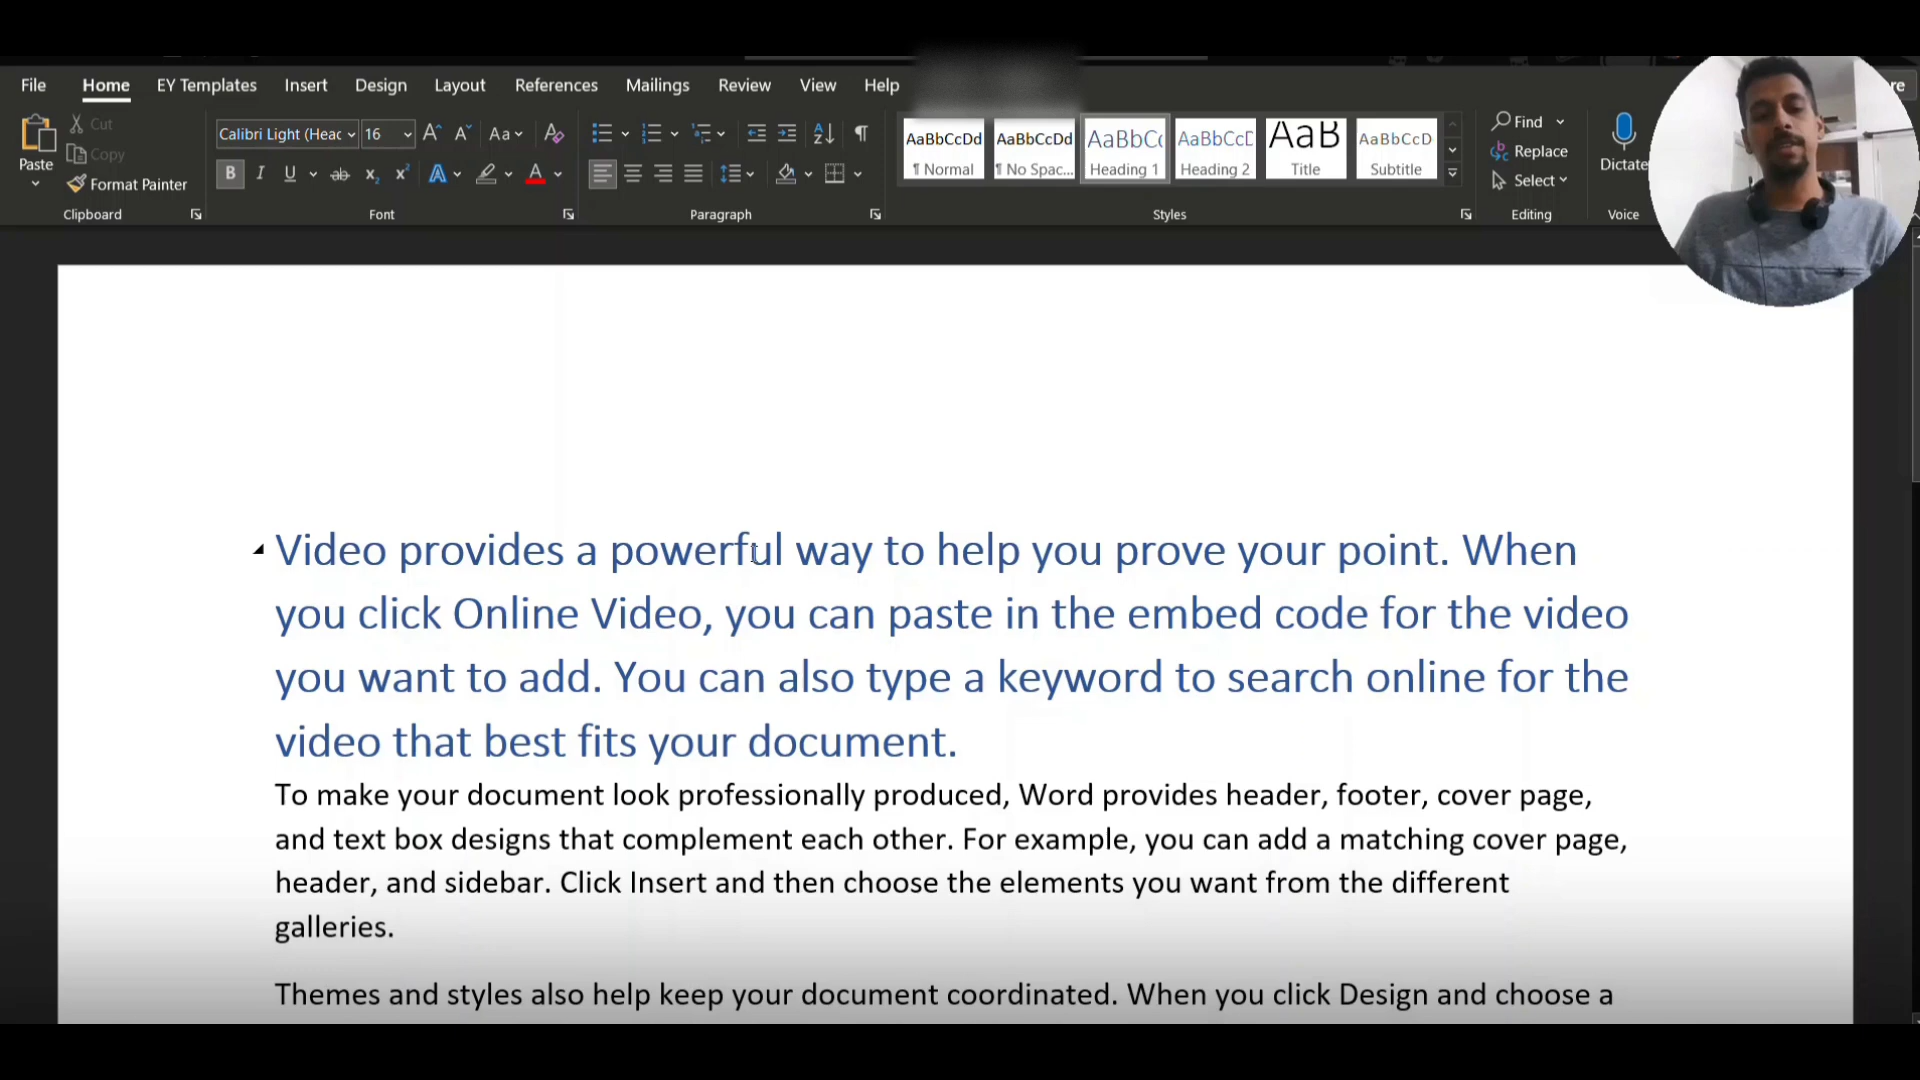 File Home EY Templates Insert Design Layout References Mailings Review View Help re
Paste Cut Copy Format Painter Clipboard
Calibri Light (Head 16 Aa Font
Paragraph
AaBbCcDd ¶ Normal
AaBbCcDd ¶ No Spac...
AaBbC Heading 1
AaBbCcD Heading 2
AaB Title
AaBbCcD Subtitle
Styles
Find
Replace
Select
Editing
Dictate
Voice
Video provides a powerful way to help you prove your point. When
you click Online Video, you can paste in the embed code for the video
you want to add. You can also type a keyword to search online for the
video that best fits your document.
To make your document look professionally produced, Word provides header, footer, cover page,
and text box designs that complement each other. For example, you can add a matching cover page,
header, and sidebar. Click Insert and then choose the elements you want from the different
galleries.
Themes and styles also help keep your document coordinated. When you click Design and choose a